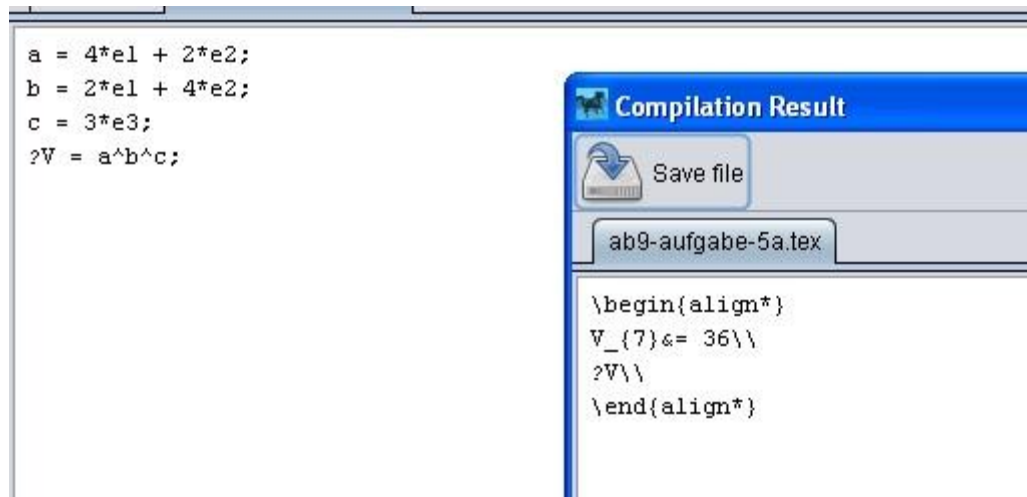 a = 4*e1 + 2*e2;
b = 2*e1 + 4*e2;
c = 3*e3;
?V = a^b^c;
Compilation Result
Save file
ab9-aufgabe-5a.tex
\begin{align*}
V_{7}&= 36\\
?V\\
\end{align*}